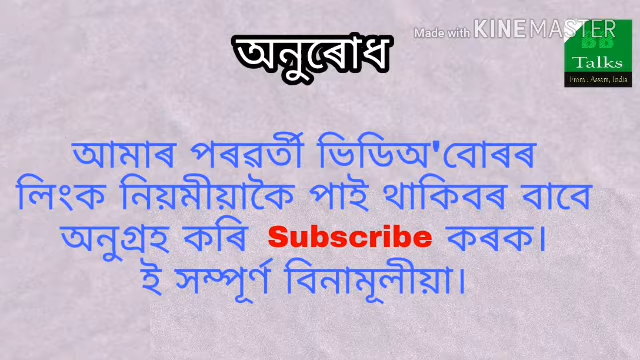 Made with KINEMASTER
অনুৰোধ
BB
Talks
From : Assam, India
আমাৰ পৰৱৰ্তী ভিডিঅ'বোৰৰ
লিংক নিয়মীয়াকৈ পাই থাকিবৰ বাবে
অনুগ্ৰহ কৰি Subscribe কৰক।
ই সম্পূৰ্ণ বিনামূলীয়া।